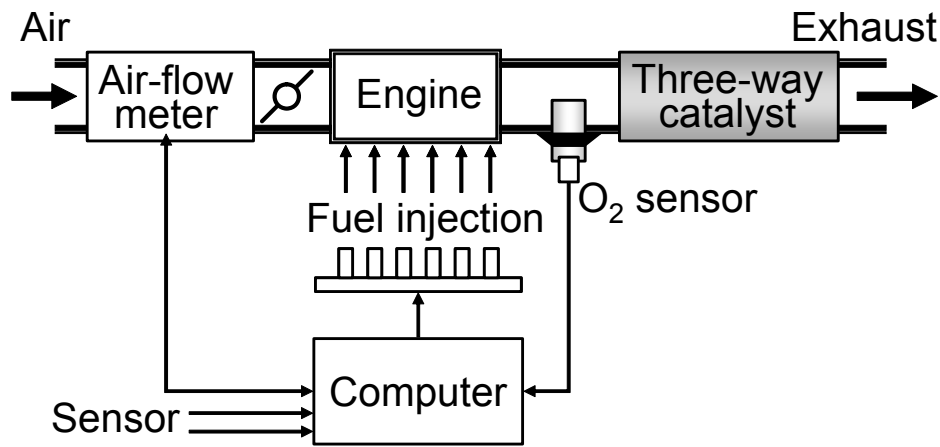 Air
Exhaust
Air-flow
meter
Engine
Three-way
catalyst
O₂ sensor
Fuel injection
Computer
Sensor